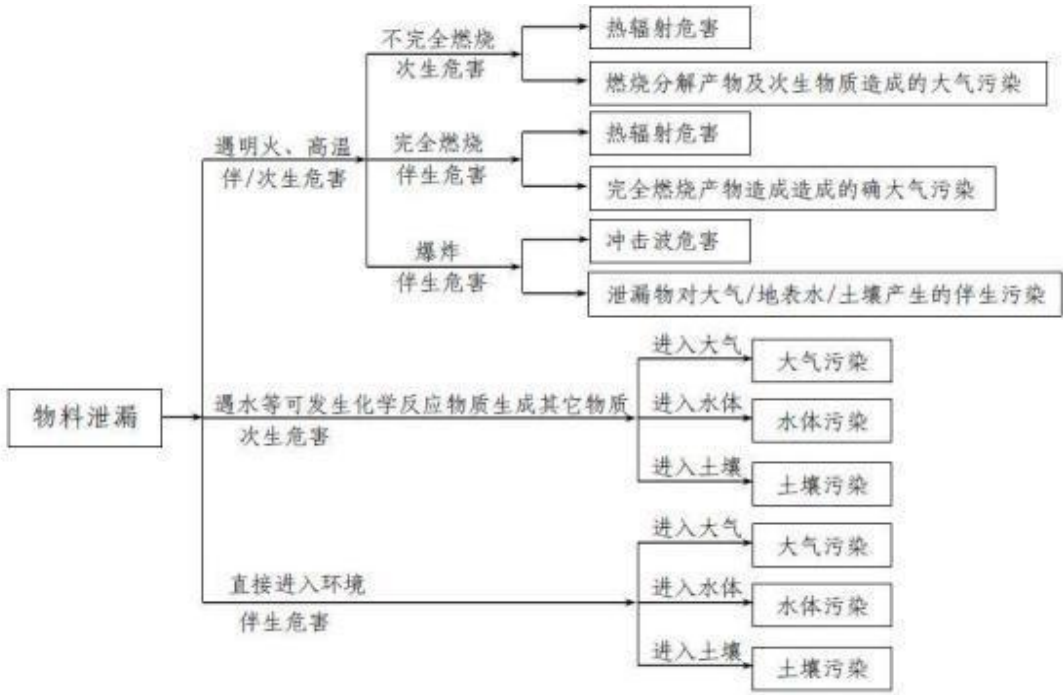 不完全燃烧
次生危害
热辐射危害
燃烧分解产物及次生物质造成的大气污染
遇明火、高温
伴/次生危害
完全燃烧
伴生危害
热辐射危害
完全燃烧产物造成造成的确大气污染
爆炸
伴生危害
冲击波危害
泄漏物对大气/地表水/土壤产生的伴生污染
物料泄漏
遇水等可发生化学反应物质生成其它物质
次生危害
进入大气
大气污染
进入水体
水体污染
进入土壤
土壤污染
直接进入环境
伴生危害
进入大气
大气污染
进入水体
水体污染
进入土壤
土壤污染